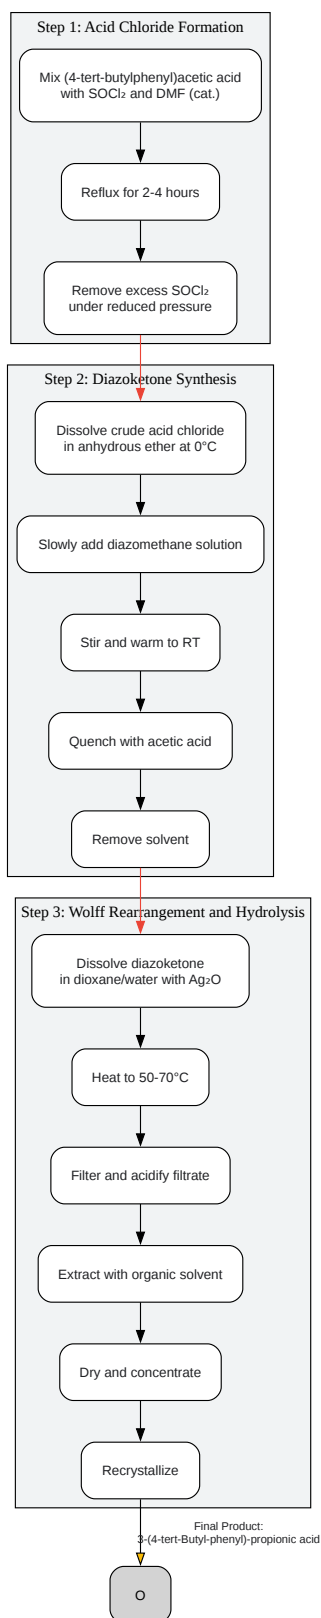 Step 1: Acid Chloride Formation
Mix (4-tert-butylphenyl)acetic acid
with SOCl₂ and DMF (cat.)
Reflux for 2-4 hours
Remove excess SOCl₂
under reduced pressure
Step 2: Diazoketone Synthesis
Dissolve crude acid chloride
in anhydrous ether at 0°C
Slowly add diazomethane solution
Stir and warm to RT
Quench with acetic acid
Remove solvent
Step 3: Wolff Rearrangement and Hydrolysis
Dissolve diazoketone
in dioxane/water with Ag₂O
Heat to 50-70°C
Filter and acidify filtrate
Extract with organic solvent
Dry and concentrate
Recrystallize
Final Product:
3-(4-tert-Butyl-phenyl)-propionic acid
O